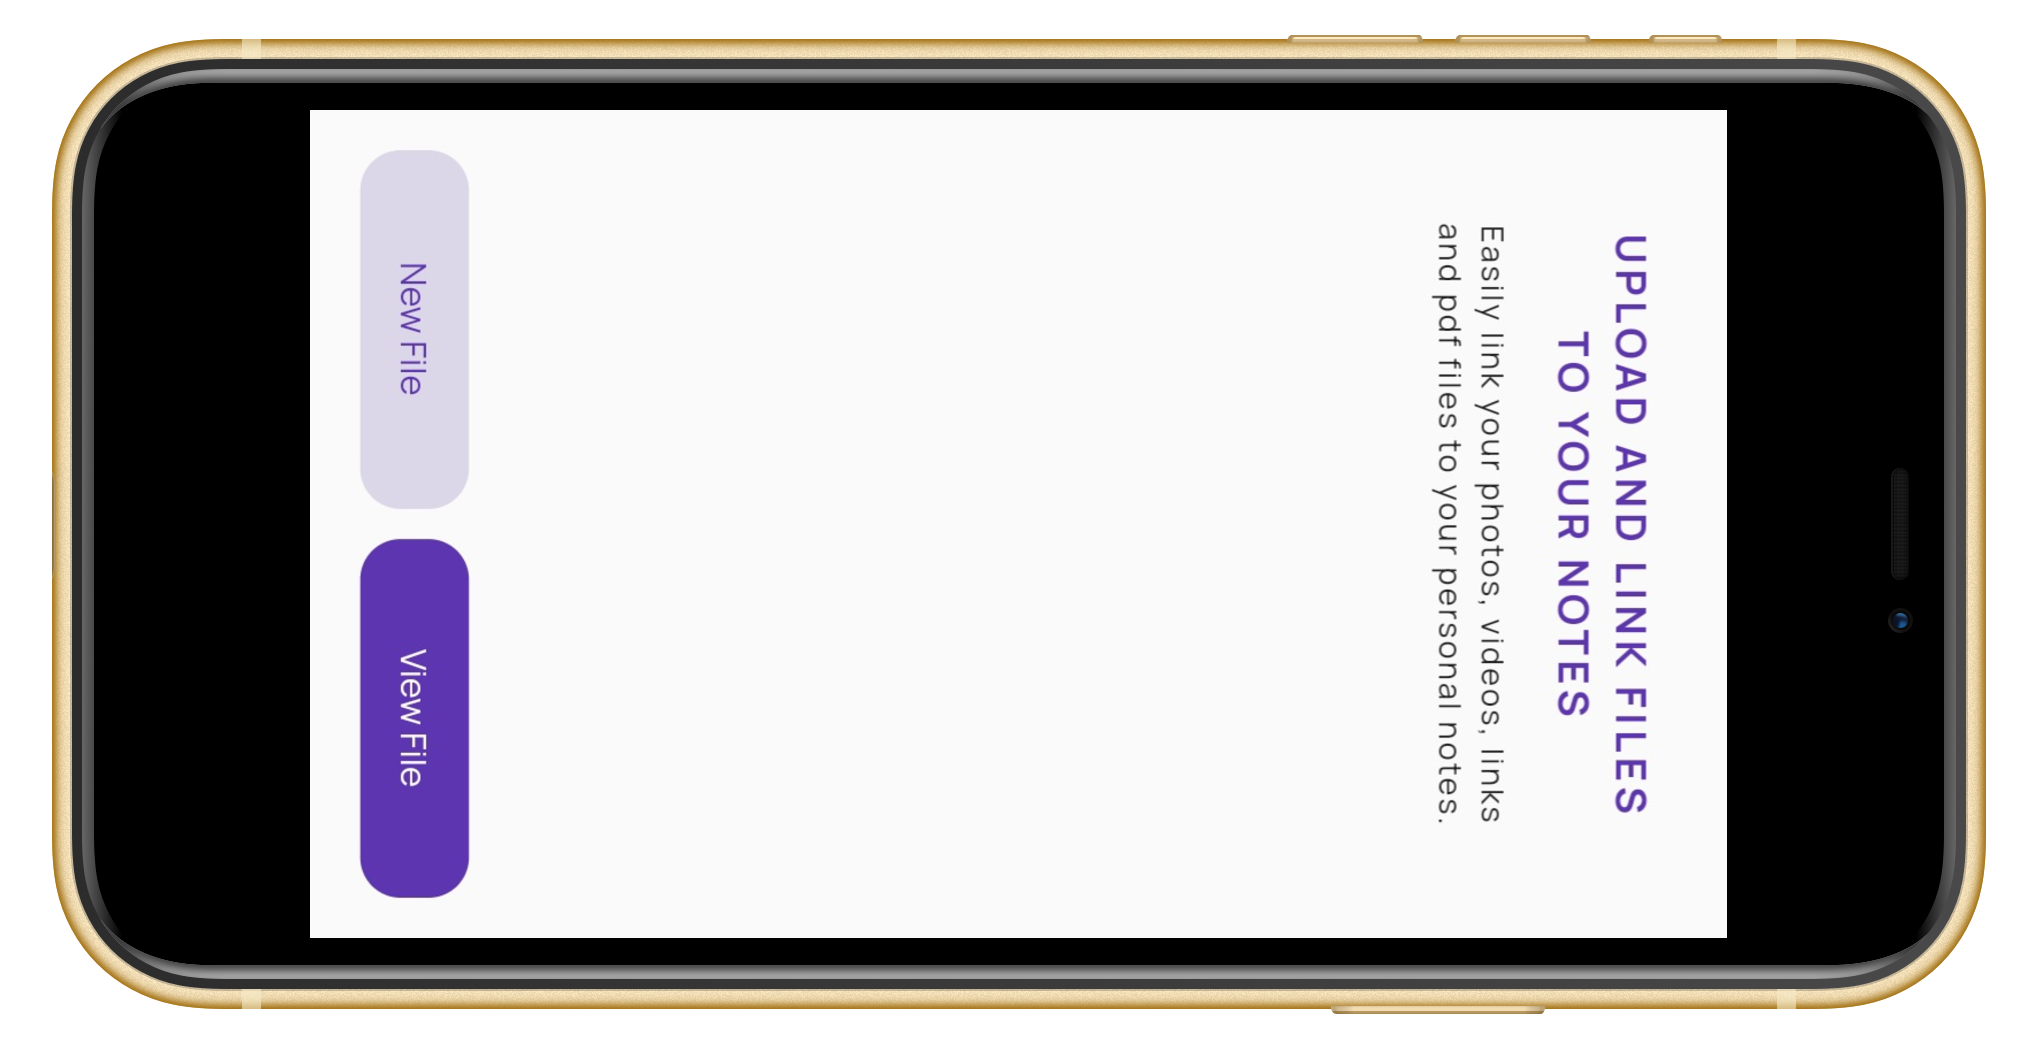 UPLOAD AND LINK FILES
TO YOUR NOTES
Easily link your photos, videos, links
and pdf files to your personal notes.
New File
View File